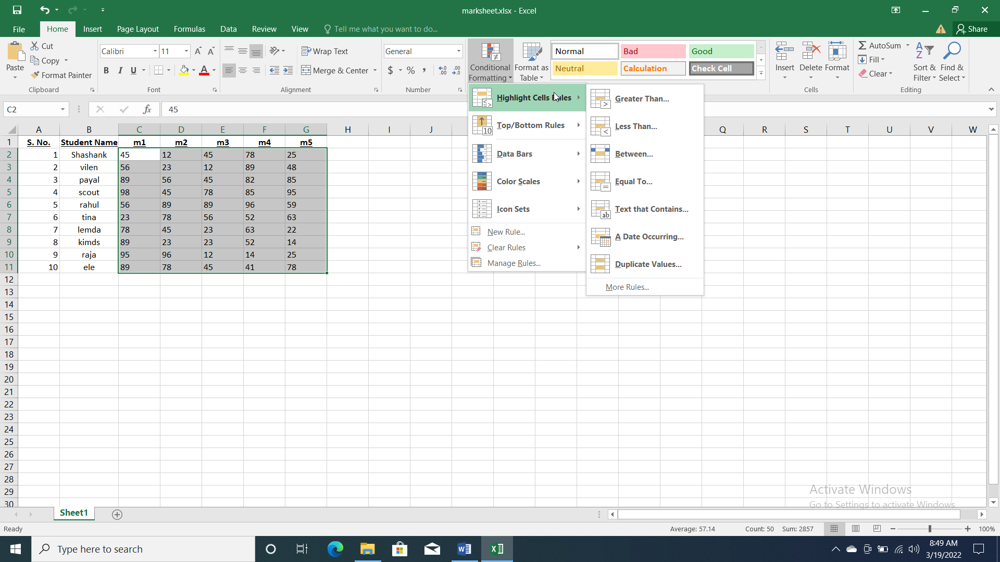 marksheet.xlsx - Excel
File Home Insert Page Layout Formulas Data Review View Tell me what you want to do... Share
Paste Cut Copy Format Painter
Clipboard
Calibri 11
B I U A
Font
Wrap Text
Merge & Center
Alignment
General
$ % ,
Number
Conditional Formatting
Format as Table
Normal Bad Good
Neutral Calculation Check Cell
Insert Delete Format
Cells
AutoSum
Fill
Clear
Sort & Filter
Find & Select
Editing
C2 fx 45
A B C D E F G H I J Q R S T U V W
1 S. No. Student Name m1 m2 m3 m4 m5
2 1 Shashank 45 12 45 78 25
3 2 vilen 56 23 12 89 48
4 3 payal 89 56 45 82 85
5 4 scout 98 45 78 85 95
6 5 rahul 56 89 89 96 59
7 6 tina 23 78 56 52 63
8 7 lemda 78 45 23 63 22
9 8 kimds 89 23 23 52 14
10 9 raja 95 96 12 14 25
11 10 ele 89 78 45 41 78
12
13
14
15
16
17
18
19
20
21
22
23
24
25
26
27
28
29
30
Highlight Cells Rules
Top/Bottom Rules
Data Bars
Color Scales
Icon Sets
New Rule...
Clear Rules
Manage Rules...
Greater Than...
Less Than...
Between...
Equal To...
Text that Contains...
A Date Occurring...
Duplicate Values...
More Rules...
Activate Windows
Go to Settings to activate Windows.
Sheet1
Ready Average: 57.14 Count: 50 Sum: 2857 100%
Type here to search
8:49 AM
3/19/2022